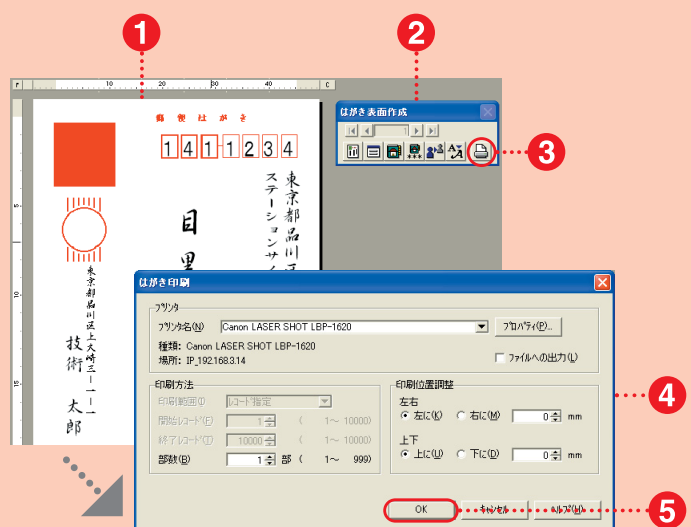 1
2
r
10
20
30
40
c
郵便はがき
141-1234
東京都品川区
ステーションサイ
目黒
東京都品川区上大崎三ー一ー一
技術太郎
5
10
15
はがき表面作成
1
3
はがき印刷
プリンタ
プリンタ名(N) Canon LASER SHOT LBP-1620 プロパティ(P)...
種類: Canon LASER SHOT LBP-1620
場所: IP_192.168.3.14 ファイルへの出力(L)
印刷方法
印刷範囲(I) レコード指定
開始レコード(F) 1 ( 1～ 10000)
終了レコード(T) 10000 ( 1～ 10000)
部数(B) 1 部 ( 1～ 999)
印刷位置調整
左右
左に(K) 右に(M) 0 mm
上下
上に(U) 下に(D) 0 mm
4
OK キャンセル ヘルプ(H)
5